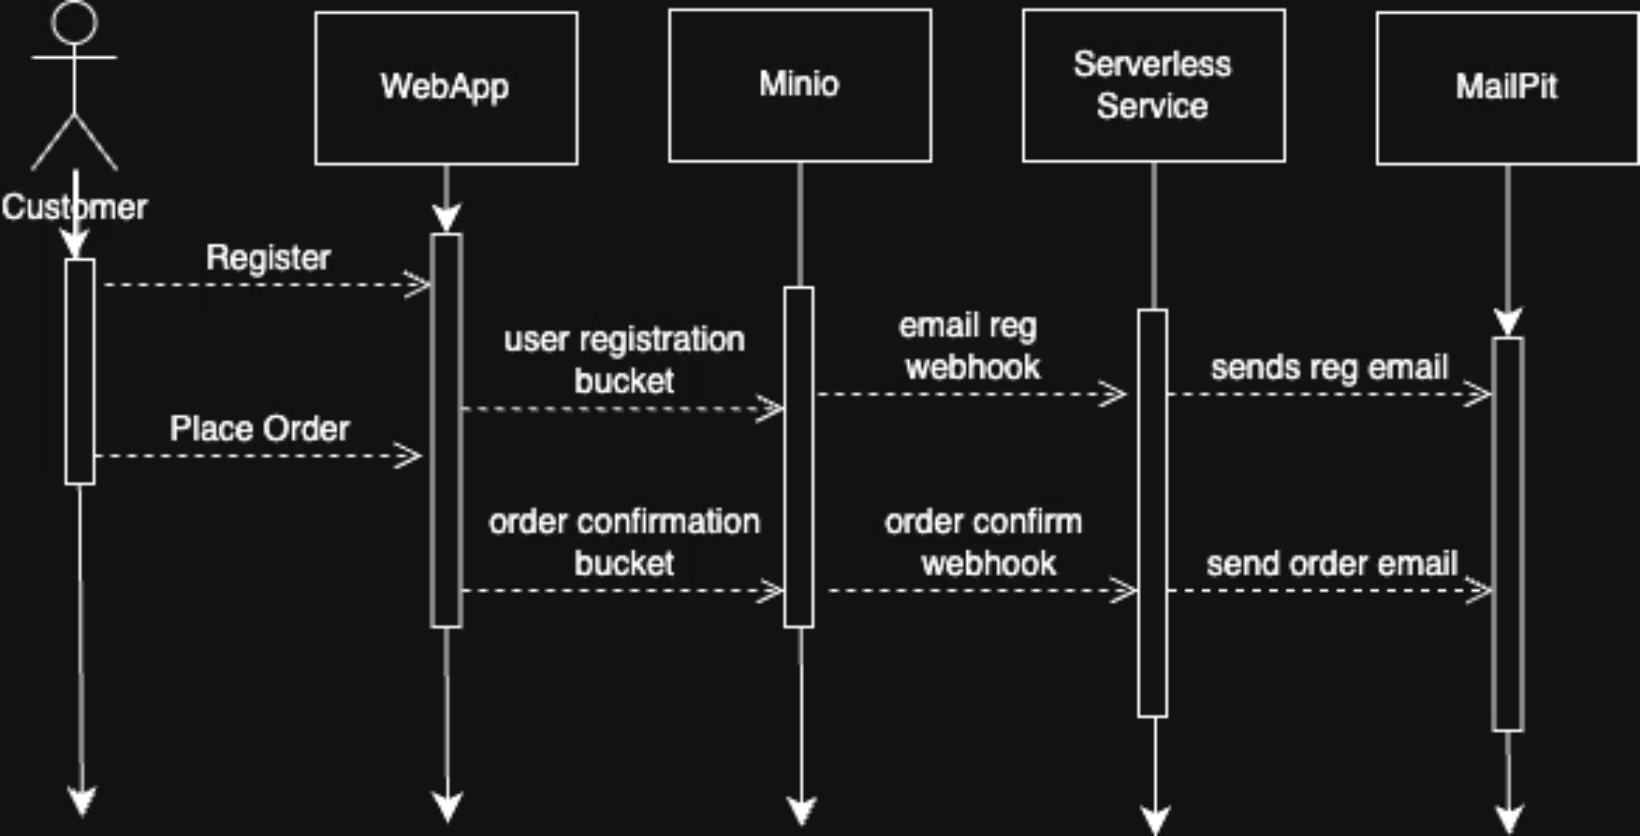 WebApp
Minio
Serverless
Service
MailPit
Customer
Register
user registration
bucket
email reg
webhook
sends reg email
Place Order
order confirmation
bucket
order confirm
webhook
send order email